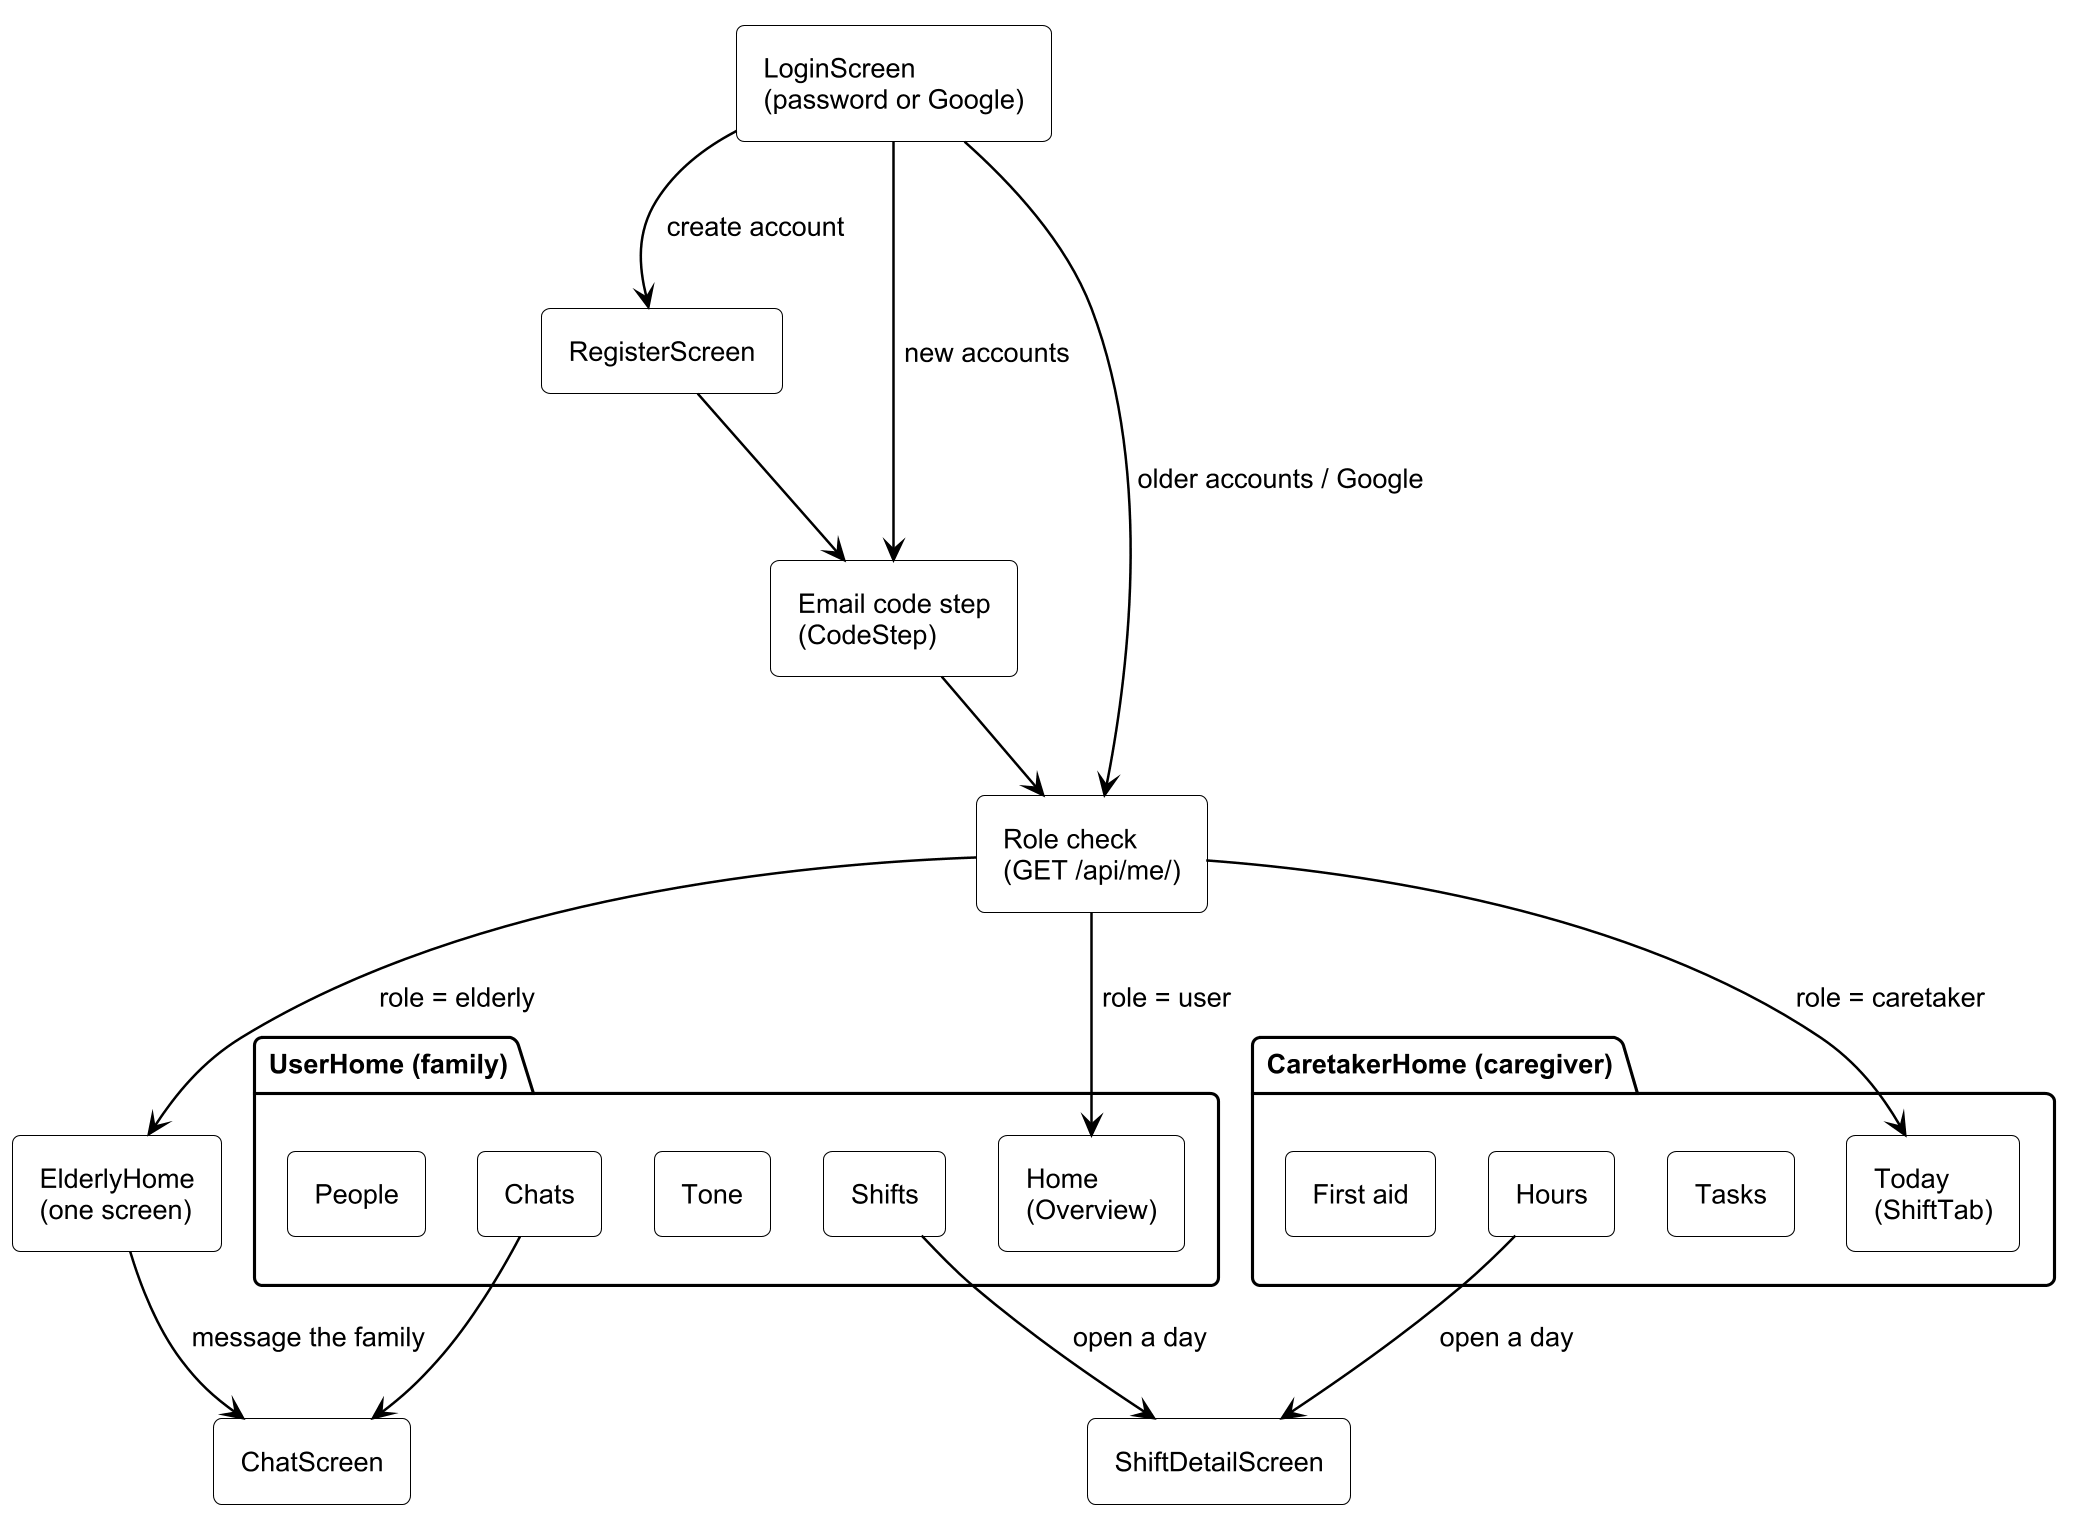 LoginScreen
(password or Google)
create account
RegisterScreen
new accounts
older accounts / Google
Email code step
(CodeStep)
Role check
(GET /api/me/)
role = elderly
role = user
role = caretaker
UserHome (family)
CaretakerHome (caregiver)
ElderlyHome
(one screen)
People
Chats
Tone
Shifts
Home
(Overview)
First aid
Hours
Tasks
Today
(ShiftTab)
message the family
open a day
open a day
ChatScreen
ShiftDetailScreen